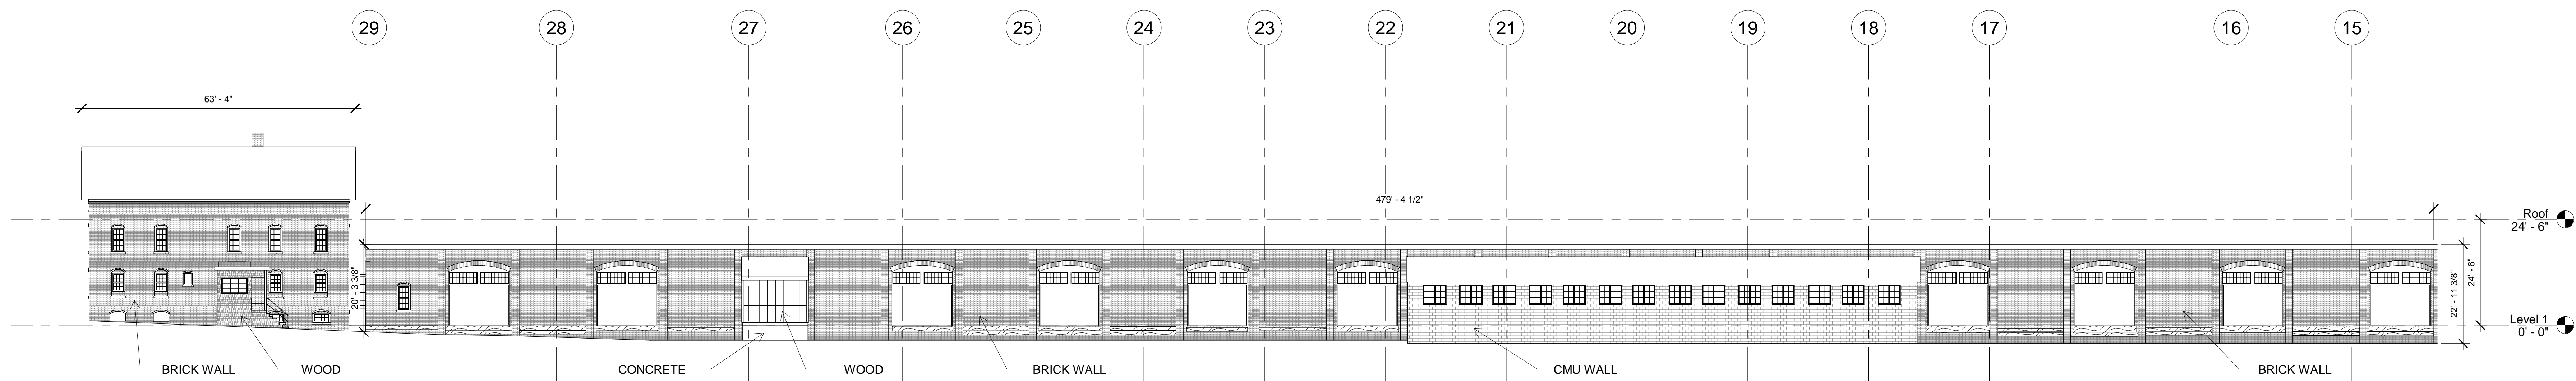 29
28
27
26
25
24
23
22
21
20
19
18
17
16
15
63' - 4"
479' - 4 1/2"
Roof
24' - 6"
20' - 3 3/8"
22' - 11 3/8"
24' - 6"
Level 1
0' - 0"
BRICK WALL
WOOD
CONCRETE
WOOD
BRICK WALL
CMU WALL
BRICK WALL